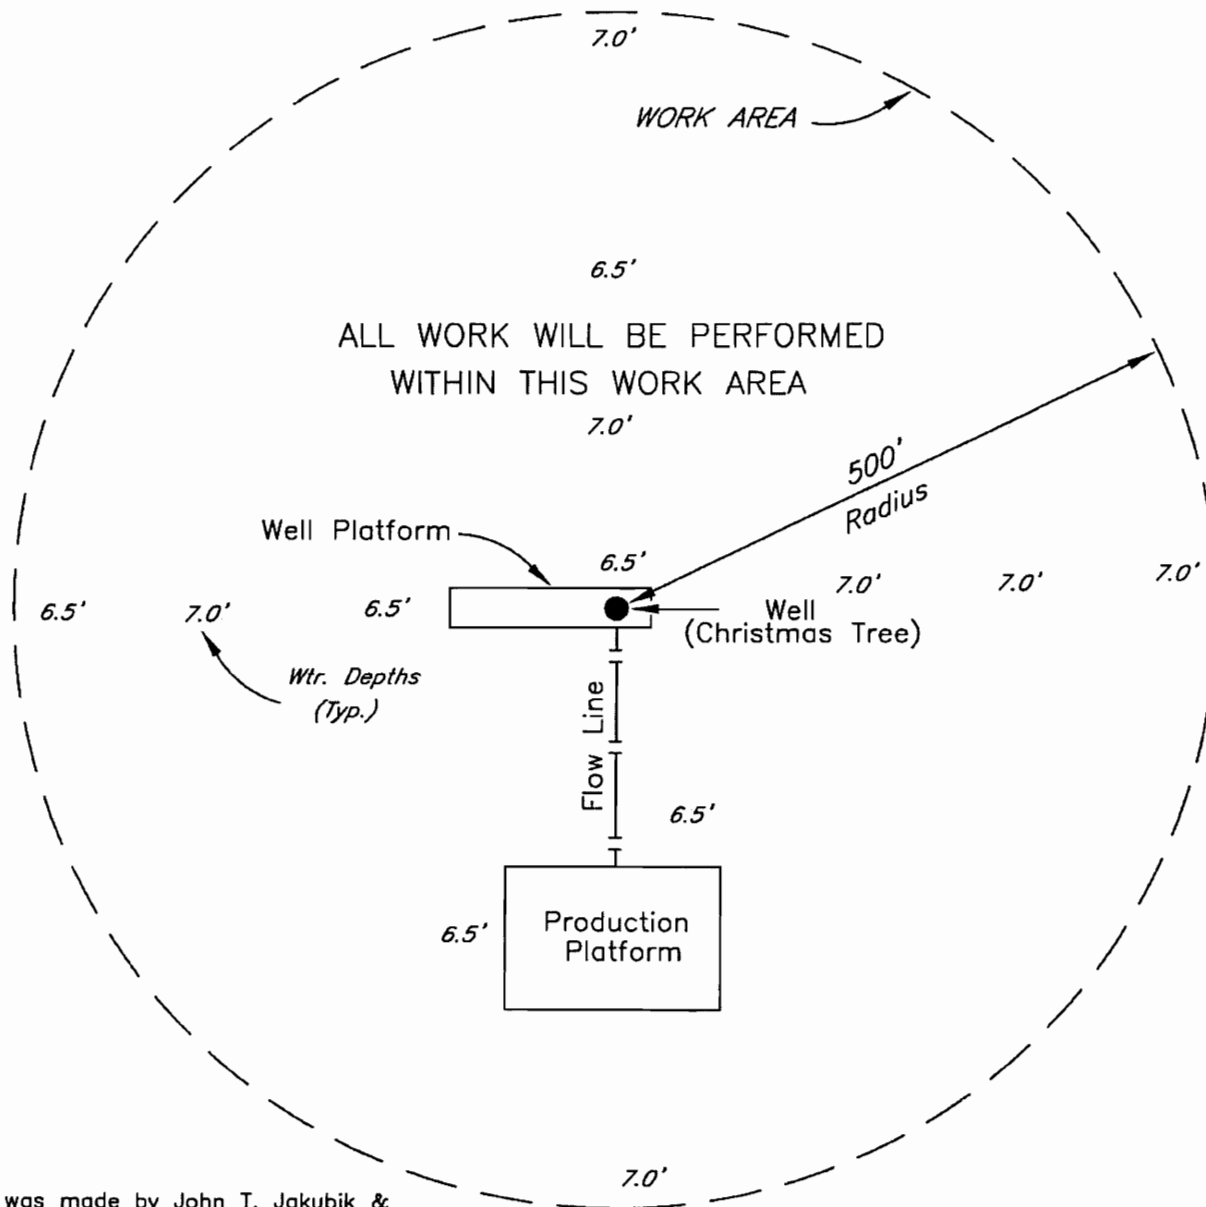 7.0'
WORK AREA
6.5'
ALL WORK WILL BE PERFORMED
WITHIN THIS WORK AREA
7.0'
500'
Radius
Well Platform
6.5'
7.0'
7.0'
7.0'
6.5'
7.0'
6.5'
Well
(Christmas Tree)
Wtr. Depths
(Typ.)
Flow Line
6.5'
6.5'
Production
Platform
7.0'
was made by John T. Jakubik &